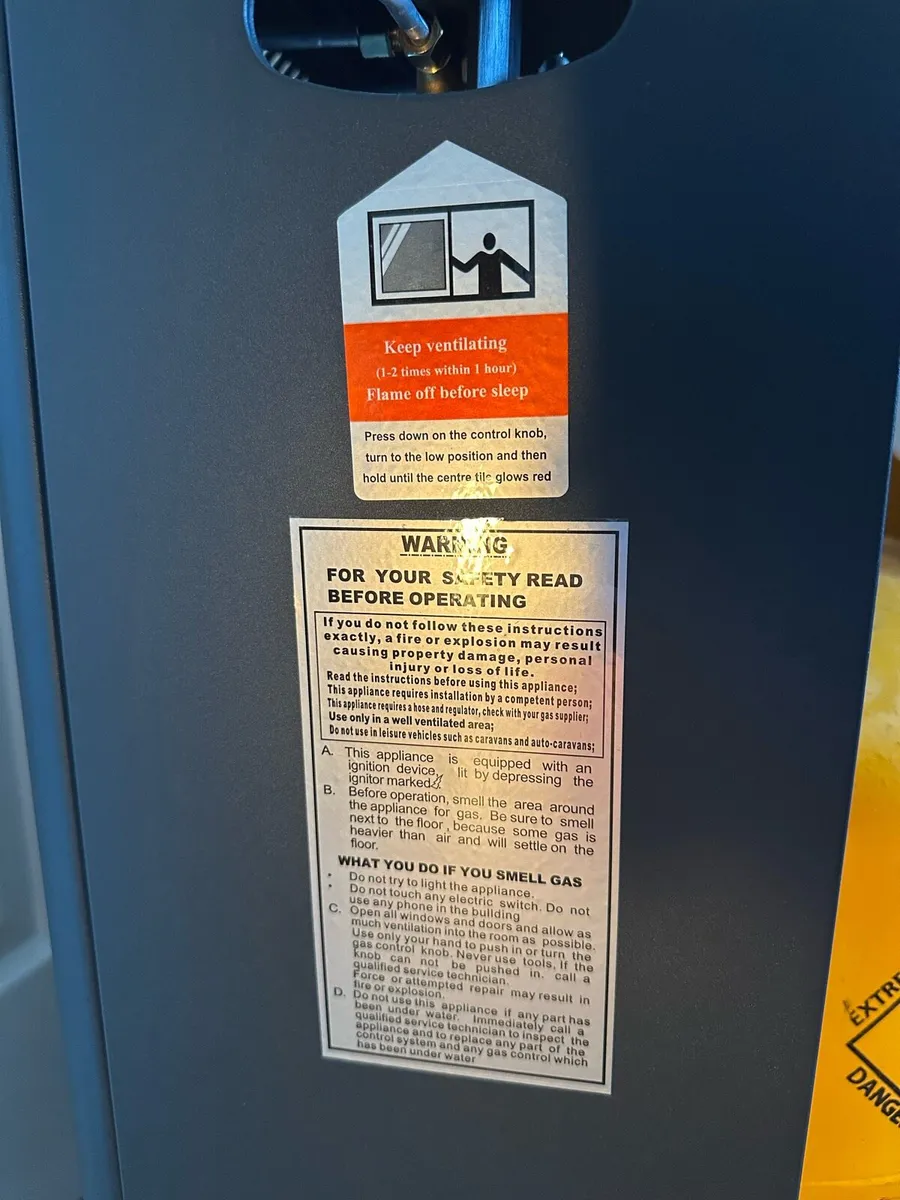 Keep ventilating
(1-2 times within 1 hour)
Flame off before sleep
Press down on the control knob,
turn to the low position and then
hold until the centre tile glows red
WARNING
FOR YOUR SAFETY READ
BEFORE OPERATING
If you do not follow these instructions
exactly, a fire or explosion may result
causing property damage, personal
injury or loss of life.
Read the instructions before using this appliance;
This appliance requires installation by a competent person;
This appliance requires a hose and regulator, check with your gas supplier;
Use only in a well ventilated area;
Do not use in leisure vehicles such as caravans and auto-caravans;
A. This appliance is equipped with an
ignition device, lit by depressing the
ignitor marked
B. Before operation, smell the area around
the appliance for gas. Be sure to smell
next to the floor, because some gas is
heavier than air and will settle on the
floor.
WHAT YOU DO IF YOU SMELL GAS
• Do not try to light the appliance.
• Do not touch any electric switch. Do not
use any phone in the building
C. Open all windows and doors and allow as
much ventilation into the room as possible.
Use only your hand to push in or turn the
gas control knob. Never use tools. If the
knob can not be pushed in. call a
qualified service technician.
Force or attempted repair may result in
fire or explosion.
D. Do not use this appliance if any part has
been under water. Immediately call a
qualified service technician to inspect the
appliance and to replace any part of the
control system and any gas control which
has been under water
EXTRE
DANGE